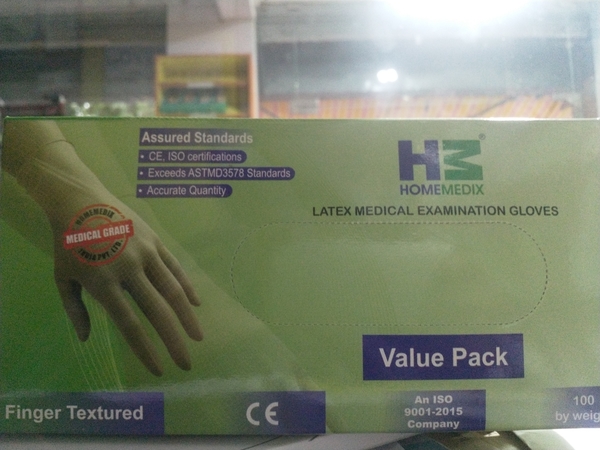 Assured Standards
• CE, ISO certifications
• Exceeds ASTMD3578 Standards
• Accurate Quantity
HM®
HOMEMEDIX
LATEX MEDICAL EXAMINATION GLOVES
HOMEMEDIX
MEDICAL GRADE
Value Pack
Finger Textured
CE
An ISO
9001-2015
Company
100
by weig